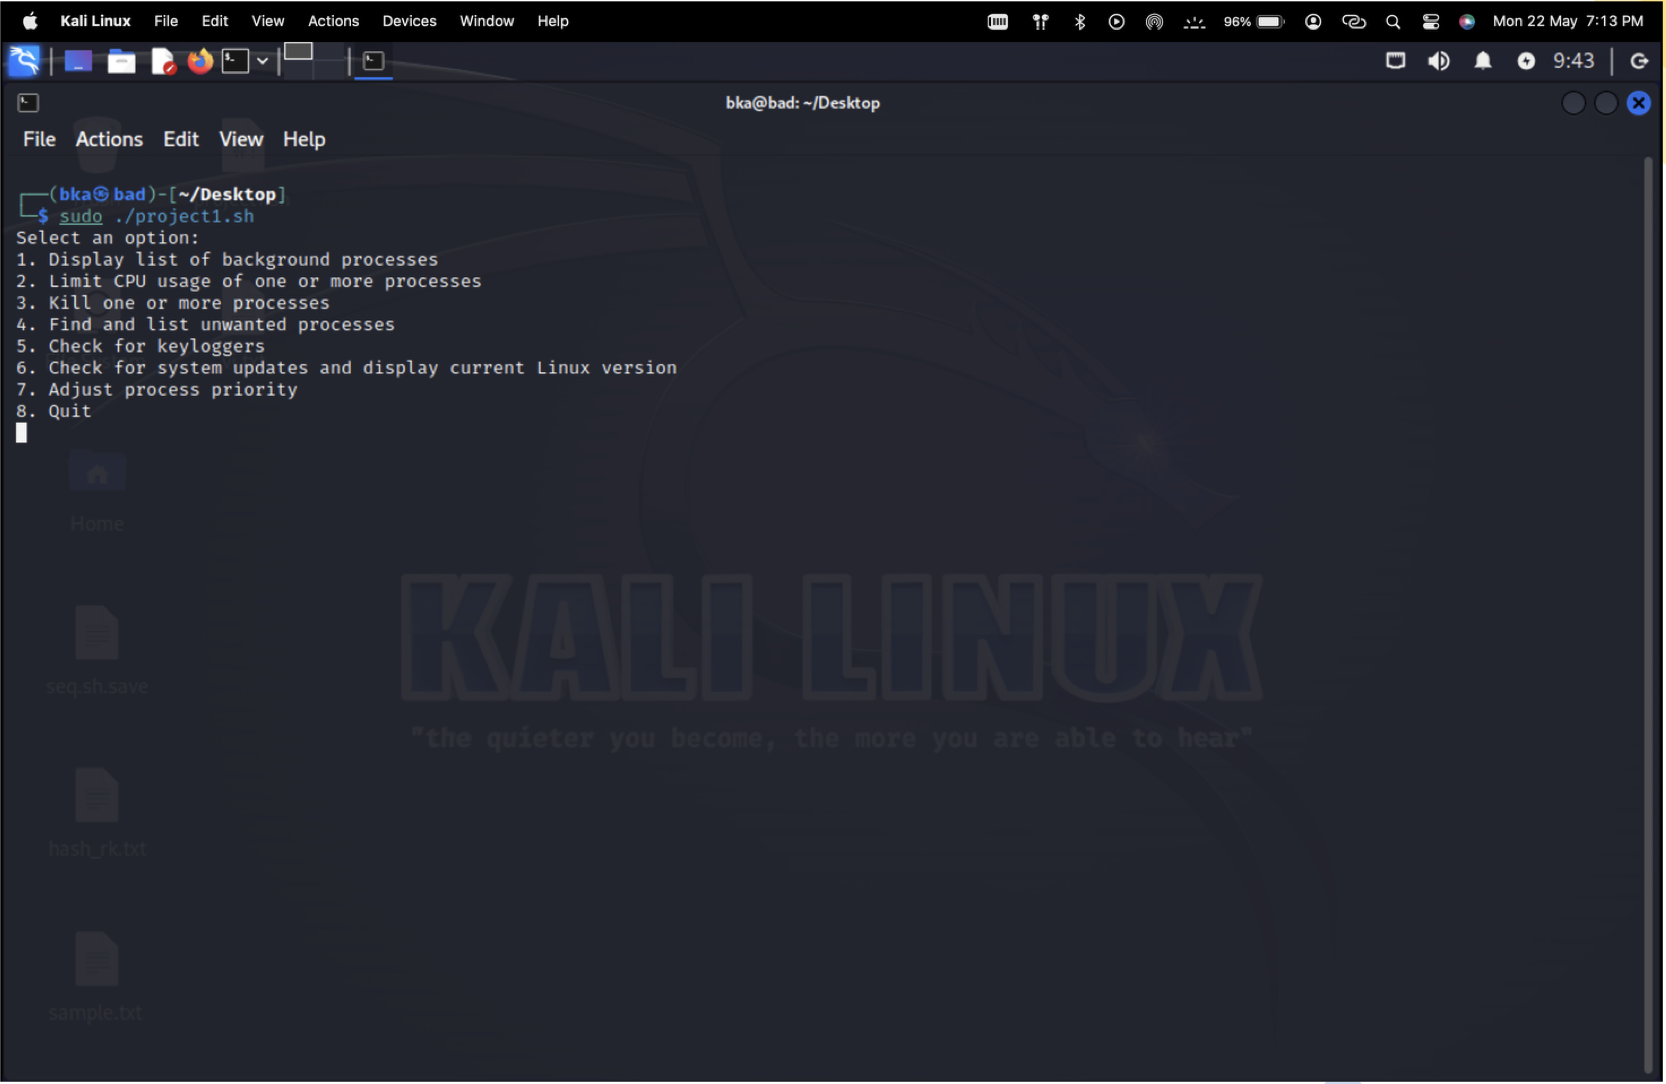 Kali Linux File Edit View Actions Devices Window Help 96% Mon 22 May 7:13 PM
9:43
bka@bad: ~/Desktop
File Actions Edit View Help
┌──(bka㉿bad)-[~/Desktop]
└─$ sudo ./project1.sh
Select an option:
1. Display list of background processes
2. Limit CPU usage of one or more processes
3. Kill one or more processes
4. Find and list unwanted processes
5. Check for keyloggers
6. Check for system updates and display current Linux version
7. Adjust process priority
8. Quit
Home
KALI LINUX
seq.sh.save
"the quieter you become, the more you are able to hear"
hash_rk.txt
sample.txt